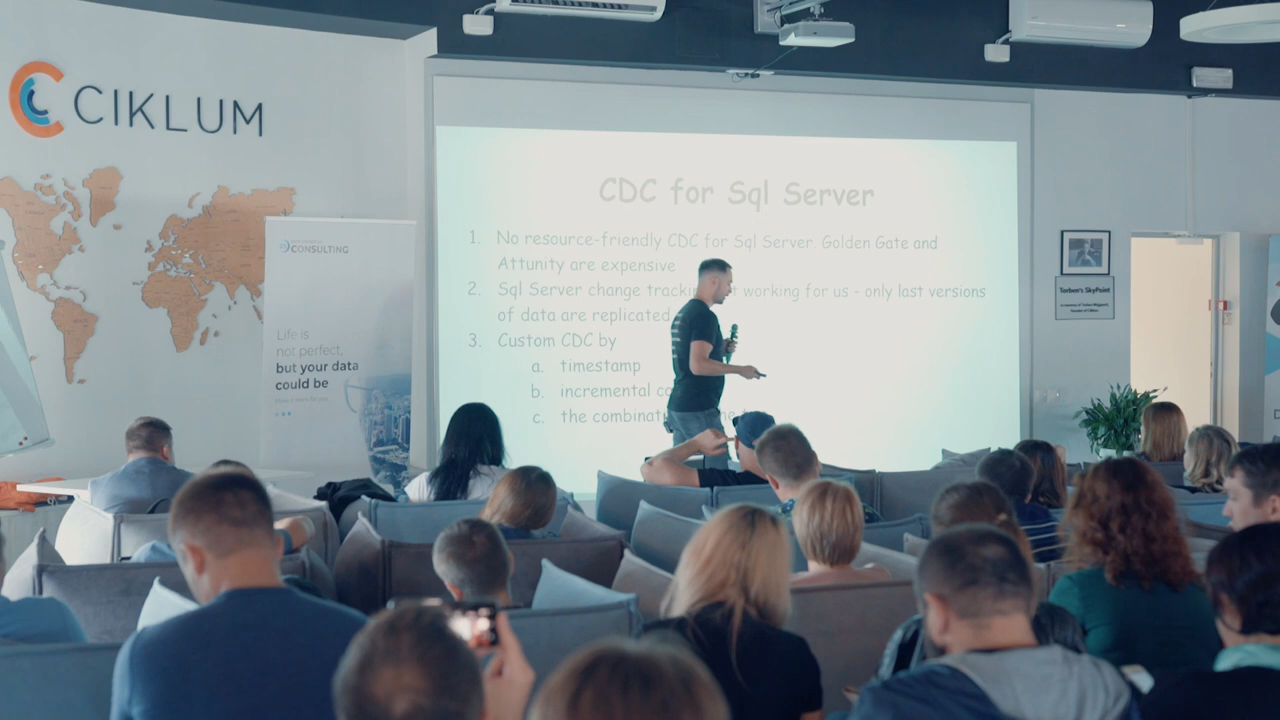 CIKLUM
CONSULTING
Life is
not perfect,
but your data
could be
CDC for Sql Server
1. No resource-friendly CDC for Sql Server. Golden Gate and
Attunity are expensive
2. Sql Server change working for us - only last versions
of data are replicated
3. Custom CDC by
a. timestamp
b. incremental
c. the
Torben's SkyPoint